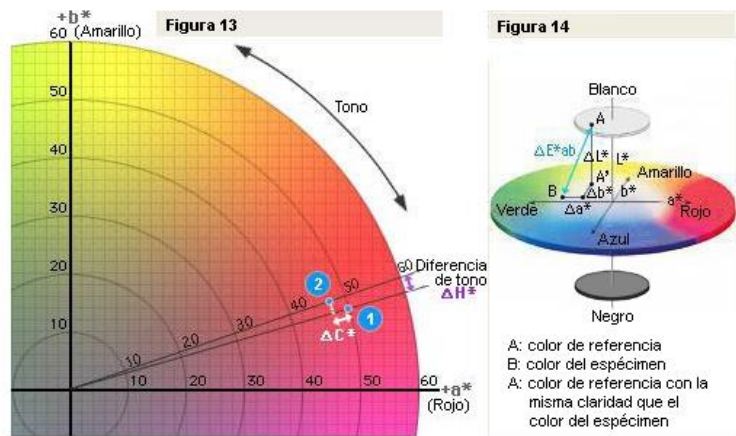 Figura 13
+b*
(Amarillo)
60
50
40
30
20
10
Tono
10
20
30
40
50
60
Diferencia
de tono
ΔH*
2
1
ΔC*
0
10
20
30
40
50
60
+a*
(Rojo)
Figura 14
Blanco
A
ΔE*ab
ΔL*
L*
A'
Amarillo
B
Δb*
b*
a*
Verde
Δa*
Rojo
Azul
Negro
A: color de referencia
B: color del espécimen
A: color de referencia con la
misma claridad que el
color del espécimen